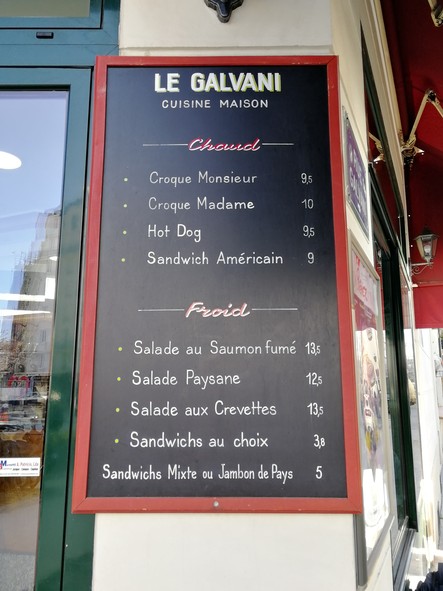 LE GALVANI
CUISINE MAISON
Chaud
Croque Monsieur 9,5
Croque Madame 10
Hot Dog 9,5
Sandwich Américain 9
Froid
Salade au Saumon fumé 13,5
Salade Paysane 12,5
Salade aux Crevettes 13,5
Sandwichs au choix 3,8
Sandwichs Mixte ou Jambon de Pays 5